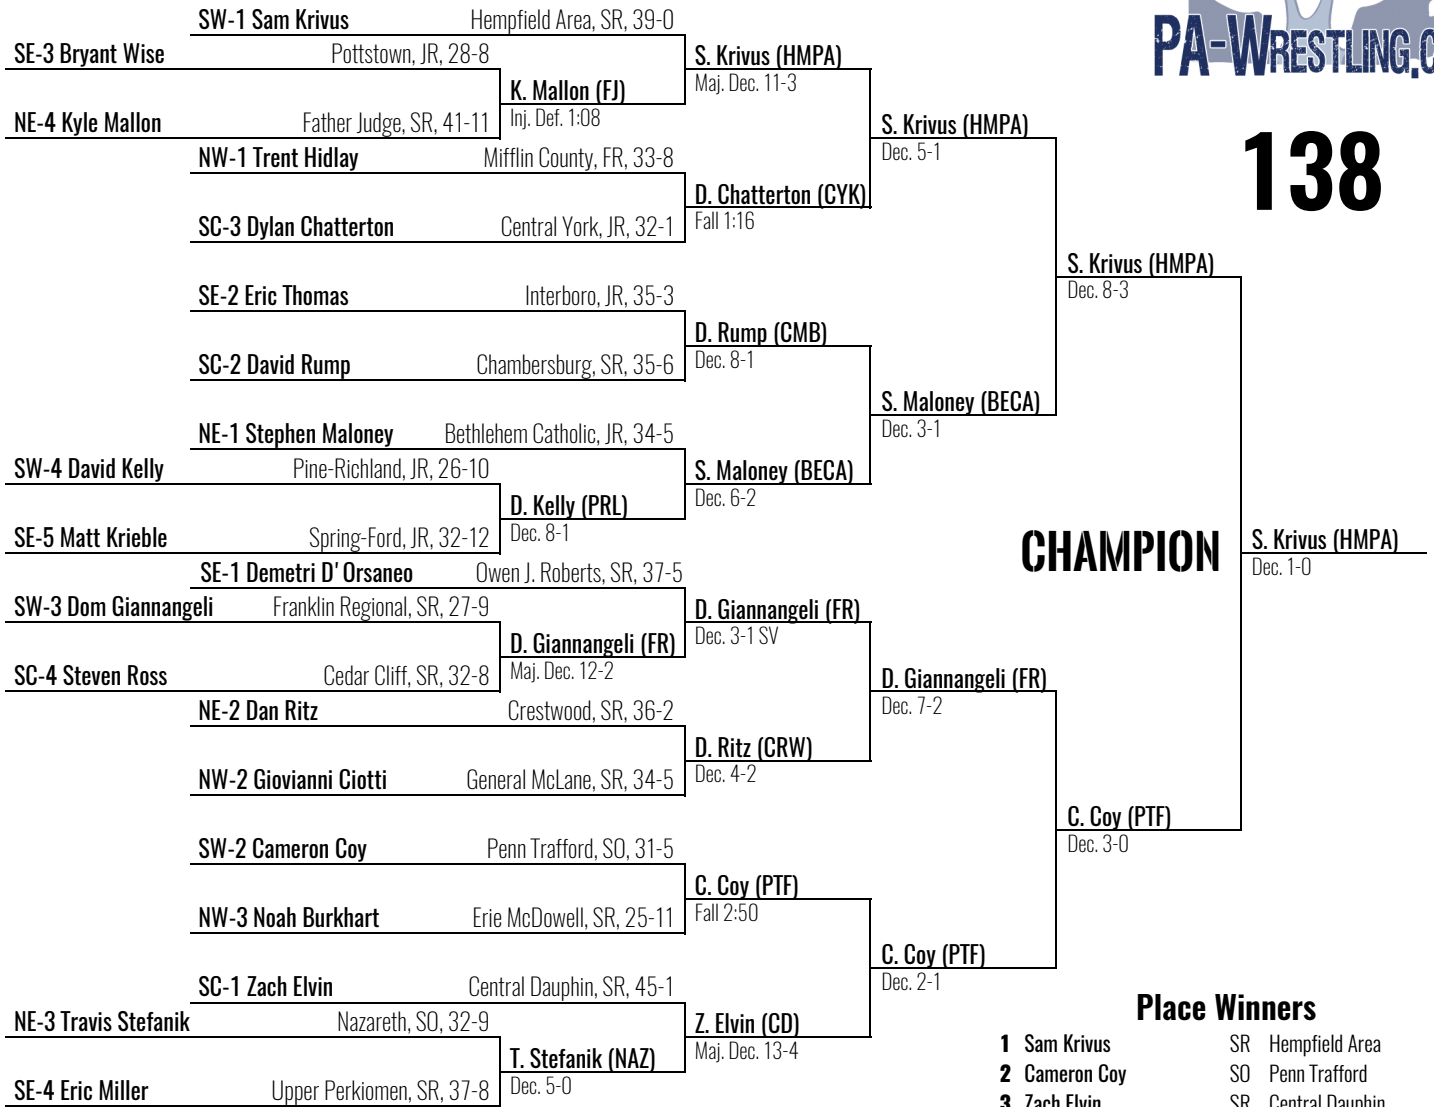 SW-1 Sam Krivus Hempfield Area, SR, 39-0
SE-3 Bryant Wise Pottstown, JR, 28-8
S. Krivus (HMPA)
Maj. Dec. 11-3
K. Mallon (FJ)
Inj. Def. 1:08
NE-4 Kyle Mallon Father Judge, SR, 41-11
S. Krivus (HMPA)
Dec. 5-1
NW-1 Trent Hidlay Mifflin County, FR, 33-8
D. Chatterton (CYK)
Fall 1:16
SC-3 Dylan Chatterton Central York, JR, 32-1
S. Krivus (HMPA)
Dec. 8-3
SE-2 Eric Thomas Interboro, JR, 35-3
D. Rump (CMB)
Dec. 8-1
SC-2 David Rump Chambersburg, SR, 35-6
S. Maloney (BECA)
Dec. 3-1
NE-1 Stephen Maloney Bethlehem Catholic, JR, 34-5
SW-4 David Kelly Pine-Richland, JR, 26-10
S. Maloney (BECA)
Dec. 6-2
D. Kelly (PRL)
Dec. 8-1
SE-5 Matt Krieble Spring-Ford, JR, 32-12
CHAMPION
S. Krivus (HMPA)
Dec. 1-0
SE-1 Demetri D'Orsaneo Owen J. Roberts, SR, 37-5
SW-3 Dom Giannangeli Franklin Regional, SR, 27-9
D. Giannangeli (FR)
Dec. 3-1 SV
D. Giannangeli (FR)
Maj. Dec. 12-2
SC-4 Steven Ross Cedar Cliff, SR, 32-8
D. Giannangeli (FR)
Dec. 7-2
NE-2 Dan Ritz Crestwood, SR, 36-2
D. Ritz (CRW)
Dec. 4-2
NW-2 Giovianni Ciotti General McLane, SR, 34-5
C. Coy (PTF)
Dec. 3-0
SW-2 Cameron Coy Penn Trafford, SO, 31-5
C. Coy (PTF)
Fall 2:50
NW-3 Noah Burkhart Erie McDowell, SR, 25-11
C. Coy (PTF)
Dec. 2-1
SC-1 Zach Elvin Central Dauphin, SR, 45-1
NE-3 Travis Stefanik Nazareth, SO, 32-9
Z. Elvin (CD)
Maj. Dec. 13-4
T. Stefanik (NAZ)
Dec. 5-0
SE-4 Eric Miller Upper Perkiomen, SR, 37-8
PA-WRESTLING.C
138
Place Winners
1 Sam Krivus SR Hempfield Area
2 Cameron Coy SO Penn Trafford
3 Zach Elvin SR Central Dauphin